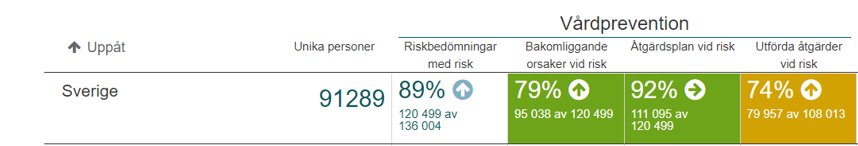 Vårdprevention
Uppåt
Unika personer
Riskbedömningar
med risk
Bakomliggande
orsaker vid risk
Åtgärdsplan vid risk
Utförda åtgärder
vid risk
Sverige
91289
89%
120 499 av
136 004
79%
95 038 av 120 499
92%
111 095 av
120 499
74%
79 957 av 108 013